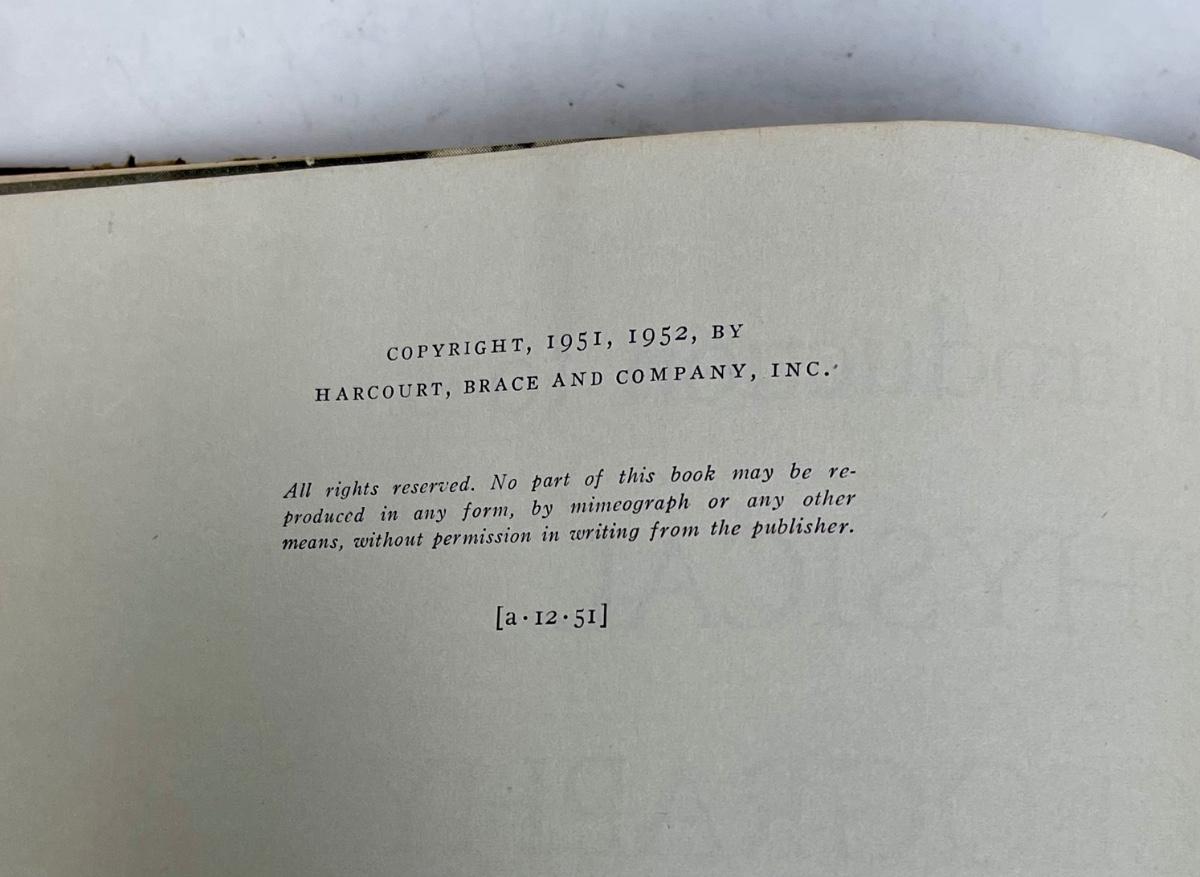 COPYRIGHT, 1951, 1952, BY
HARCOURT, BRACE AND COMPANY, INC.
All rights reserved. No part of this book may be re-
produced in any form, by mimeograph or any other
means, without permission in writing from the publisher.
[a·12·51]